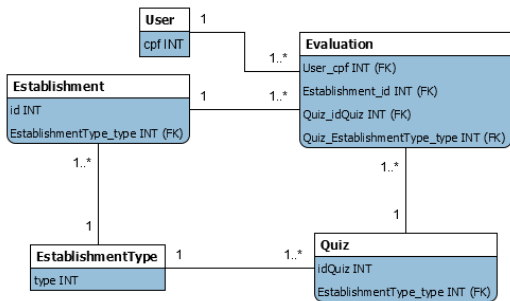 User
cpf INT
1
1..*
Evaluation
User_cpf INT (FK)
Establishment_id INT (FK)
Quiz_idQuiz INT (FK)
Quiz_EstablishmentType_type INT (FK)
Establishment
id INT
EstablishmentType_type INT (FK)
1
1..*
1..*
1
1..*
1
EstablishmentType
type INT
1
1..*
Quiz
idQuiz INT
EstablishmentType_type INT (FK)